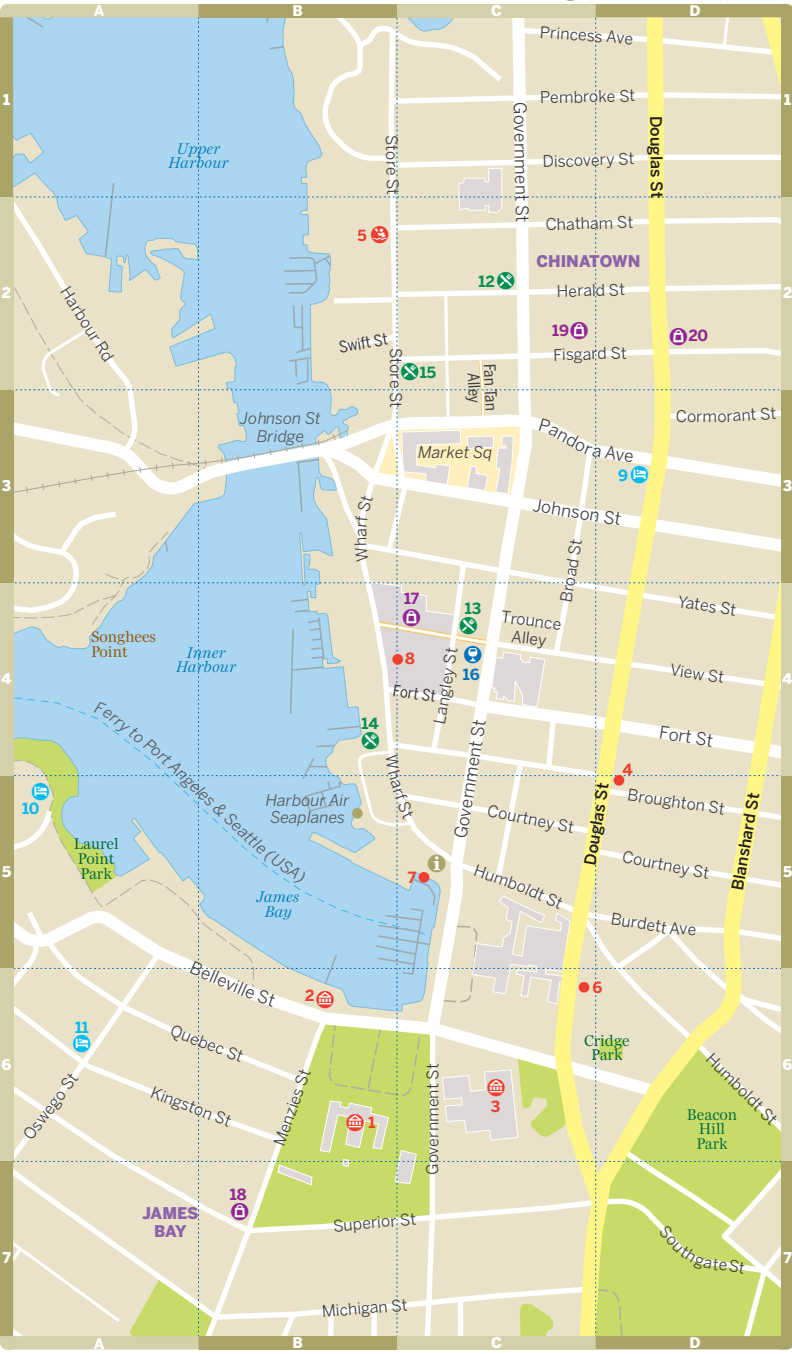 A
B
C
D
Princess Ave
1
Pembroke St
1
Government St
Douglas St
Store St
Upper
Harbour
Discovery St
Chatham St
5
CHINATOWN
12
Herald St
2
2
Harbour Rd
19
20
Swift St
Fisgard St
15
Store St
Fan Tan
Alley
Cormorant St
Johnson St
Bridge
Pandora Ave
Market Sq
9
3
3
Johnson St
Wharf St
Broad St
17
13
Yates St
Trounce
Alley
Songhees
Point
Inner
Harbour
8
16
4
4
View St
Langley St
Fort St
14
Fort St
Ferry to Port Angeles & Seattle (USA)
Government St
4
Wharf St
10
Harbour Air
Seaplanes
Broughton St
Courtney St
Douglas St
Blanshard St
Laurel
Point
Park
i
7
5
5
Courtney St
Humboldt St
James
Bay
Burdett Ave
Belleville St
2
6
11
Quebec St
Cridge
Park
6
6
Humboldt St
Oswego St
Kingston St
Menzies St
1
Government St
3
Beacon
Hill
Park
18
JAMES
BAY
Superior St
Southgate St
7
7
Michigan St
A
B
C
D